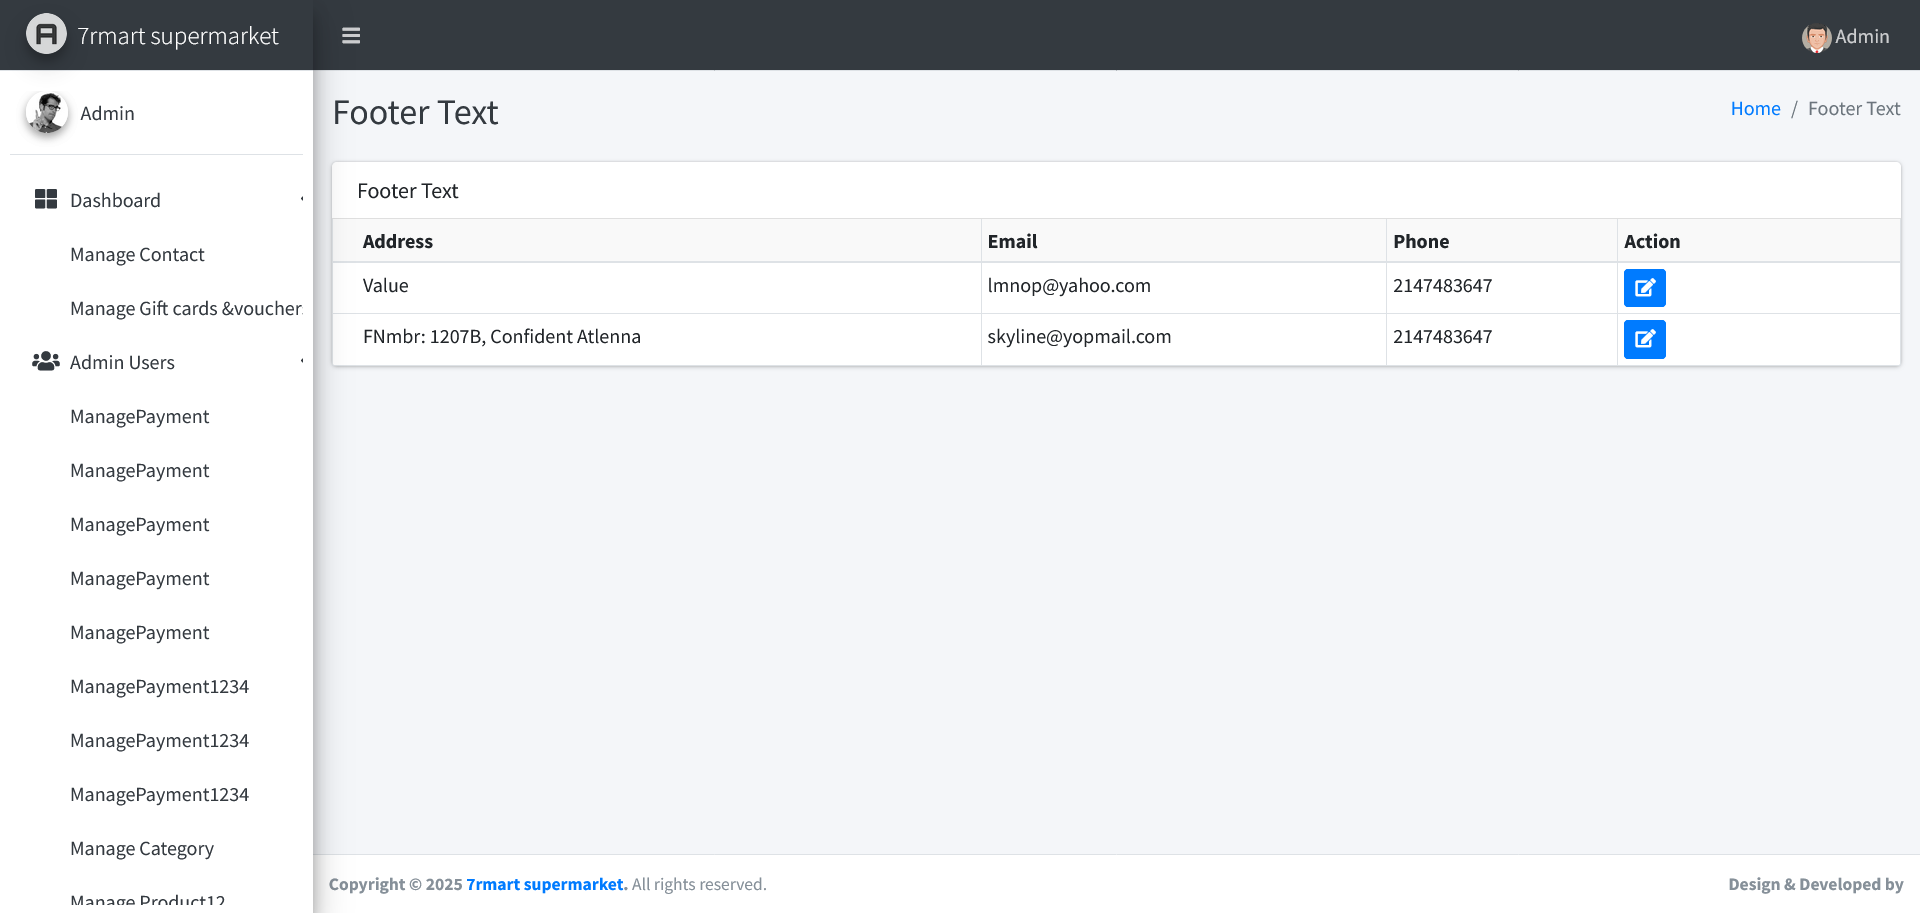 7rmart supermarket
Admin
Admin
Footer Text
Home / Footer Text
Dashboard
Manage Contact
Manage Gift cards &voucher
Admin Users
ManagePayment
ManagePayment
ManagePayment
ManagePayment
ManagePayment
ManagePayment1234
ManagePayment1234
ManagePayment1234
Manage Category
Manage Product12
Footer Text
Address Email Phone Action
Value lmnop@yahoo.com 2147483647
FNmbr: 1207B, Confident Atlenna skyline@yopmail.com 2147483647
Copyright © 2025 7rmart supermarket. All rights reserved.
Design & Developed by